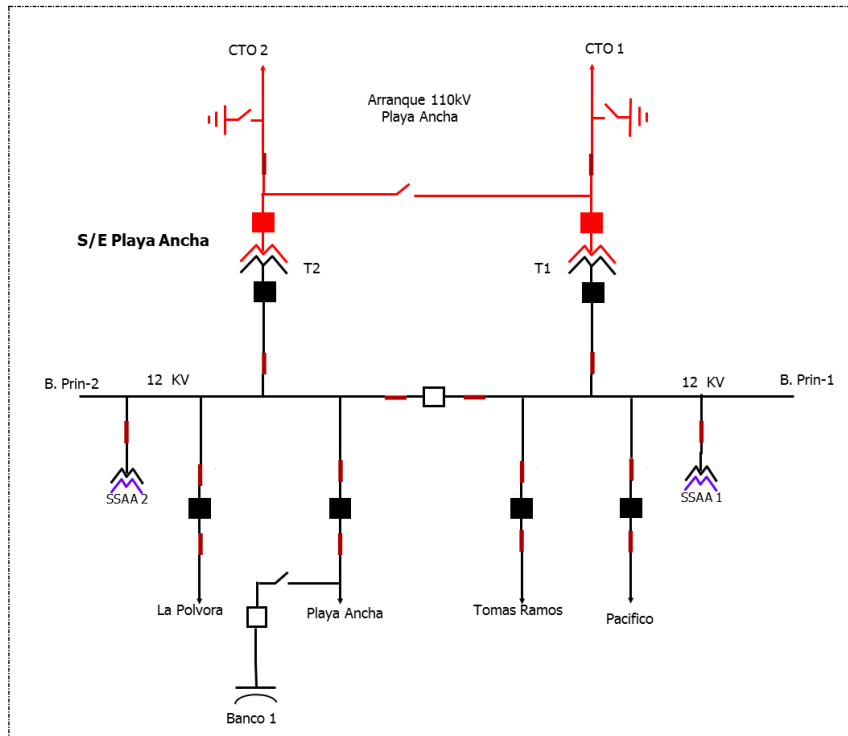 CTO 2
CTO 1
Arranque 110kV
Playa Ancha
S/E Playa Ancha
T2
T1
B. Prin-2
12 KV
12 KV
B. Prin-1
SSAA 2
SSAA 1
La Polvora
Playa Ancha
Tomas Ramos
Pacifico
Banco 1